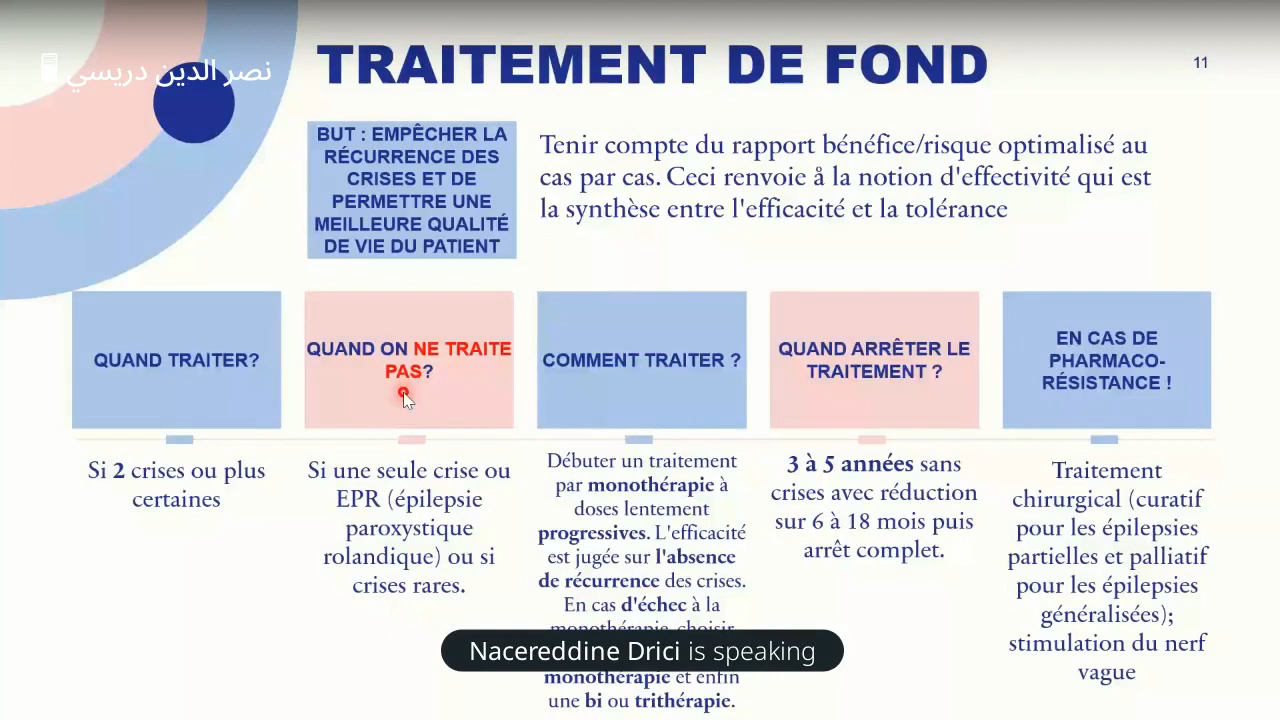 نصر الدين دريسي
TRAITEMENT DE FOND
11
BUT : EMPÊCHER LA
RÉCURRENCE DES
CRISES ET DE
PERMETTRE UNE
MEILLEURE QUALITÉ
DE VIE DU PATIENT
Tenir compte du rapport bénéfice/risque optimalisé au
cas par cas. Ceci renvoie å la notion d'effectivité qui est
la synthèse entre l'efficacité et la tolérance
QUAND TRAITER?
Si 2 crises ou plus
certaines
QUAND ON NE TRAITE
PAS?
Si une seule crise ou
EPR (épilepsie
paroxystique
rolandique) ou si
crises rares.
COMMENT TRAITER ?
Débuter un traitement
par monothérapie à
doses lentement
progressives. L'efficacité
est jugée sur l'absence
de récurrence des crises.
En cas d'échec à la
monothérapie, choisir
monothérapie et enfin
une bi ou trithérapie.
QUAND ARRÊTER LE
TRAITEMENT ?
3 à 5 années sans
crises avec réduction
sur 6 à 18 mois puis
arrêt complet.
EN CAS DE
PHARMACO-
RÉSISTANCE !
Traitement
chirurgical (curatif
pour les épilepsies
partielles et palliatif
pour les épilepsies
généralisées);
stimulation du nerf
vague
Nacereddine Drici is speaking